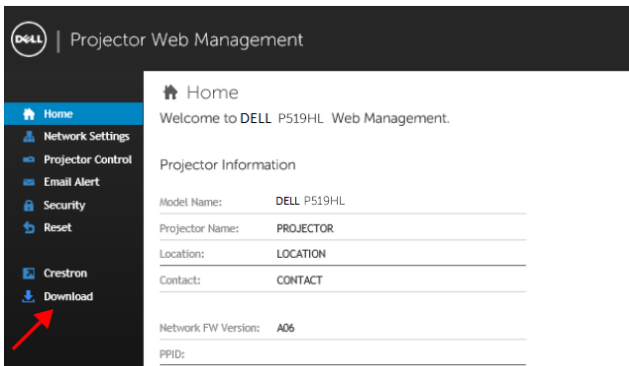 DELL | Projector Web Management
Home
Network Settings
Projector Control
Email Alert
Security
Reset
Crestron
Download
Home
Welcome to DELL P519HL Web Management.
Projector Information
Model Name: DELL P519HL
Projector Name: PROJECTOR
Location: LOCATION
Contact: CONTACT
Network FW Version: A06
PPID: